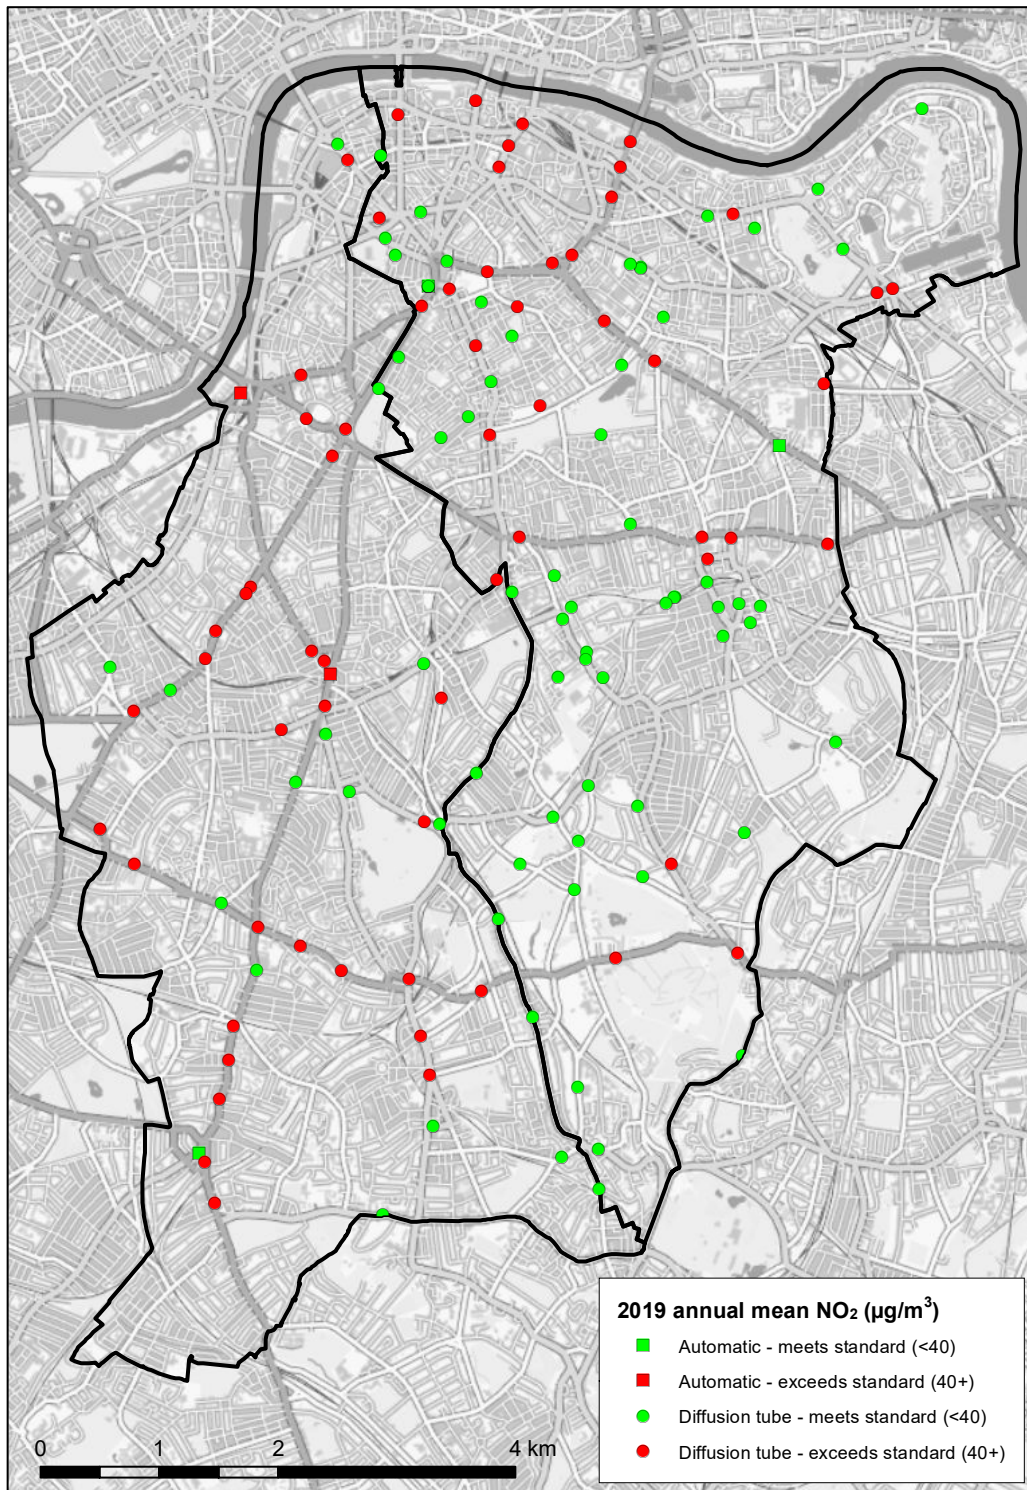 2019 annual mean NO₂ (µg/m³)
Automatic - meets standard (<40)
Automatic - exceeds standard (40+)
Diffusion tube - meets standard (<40)
Diffusion tube - exceeds standard (40+)
0 1 2 4 km